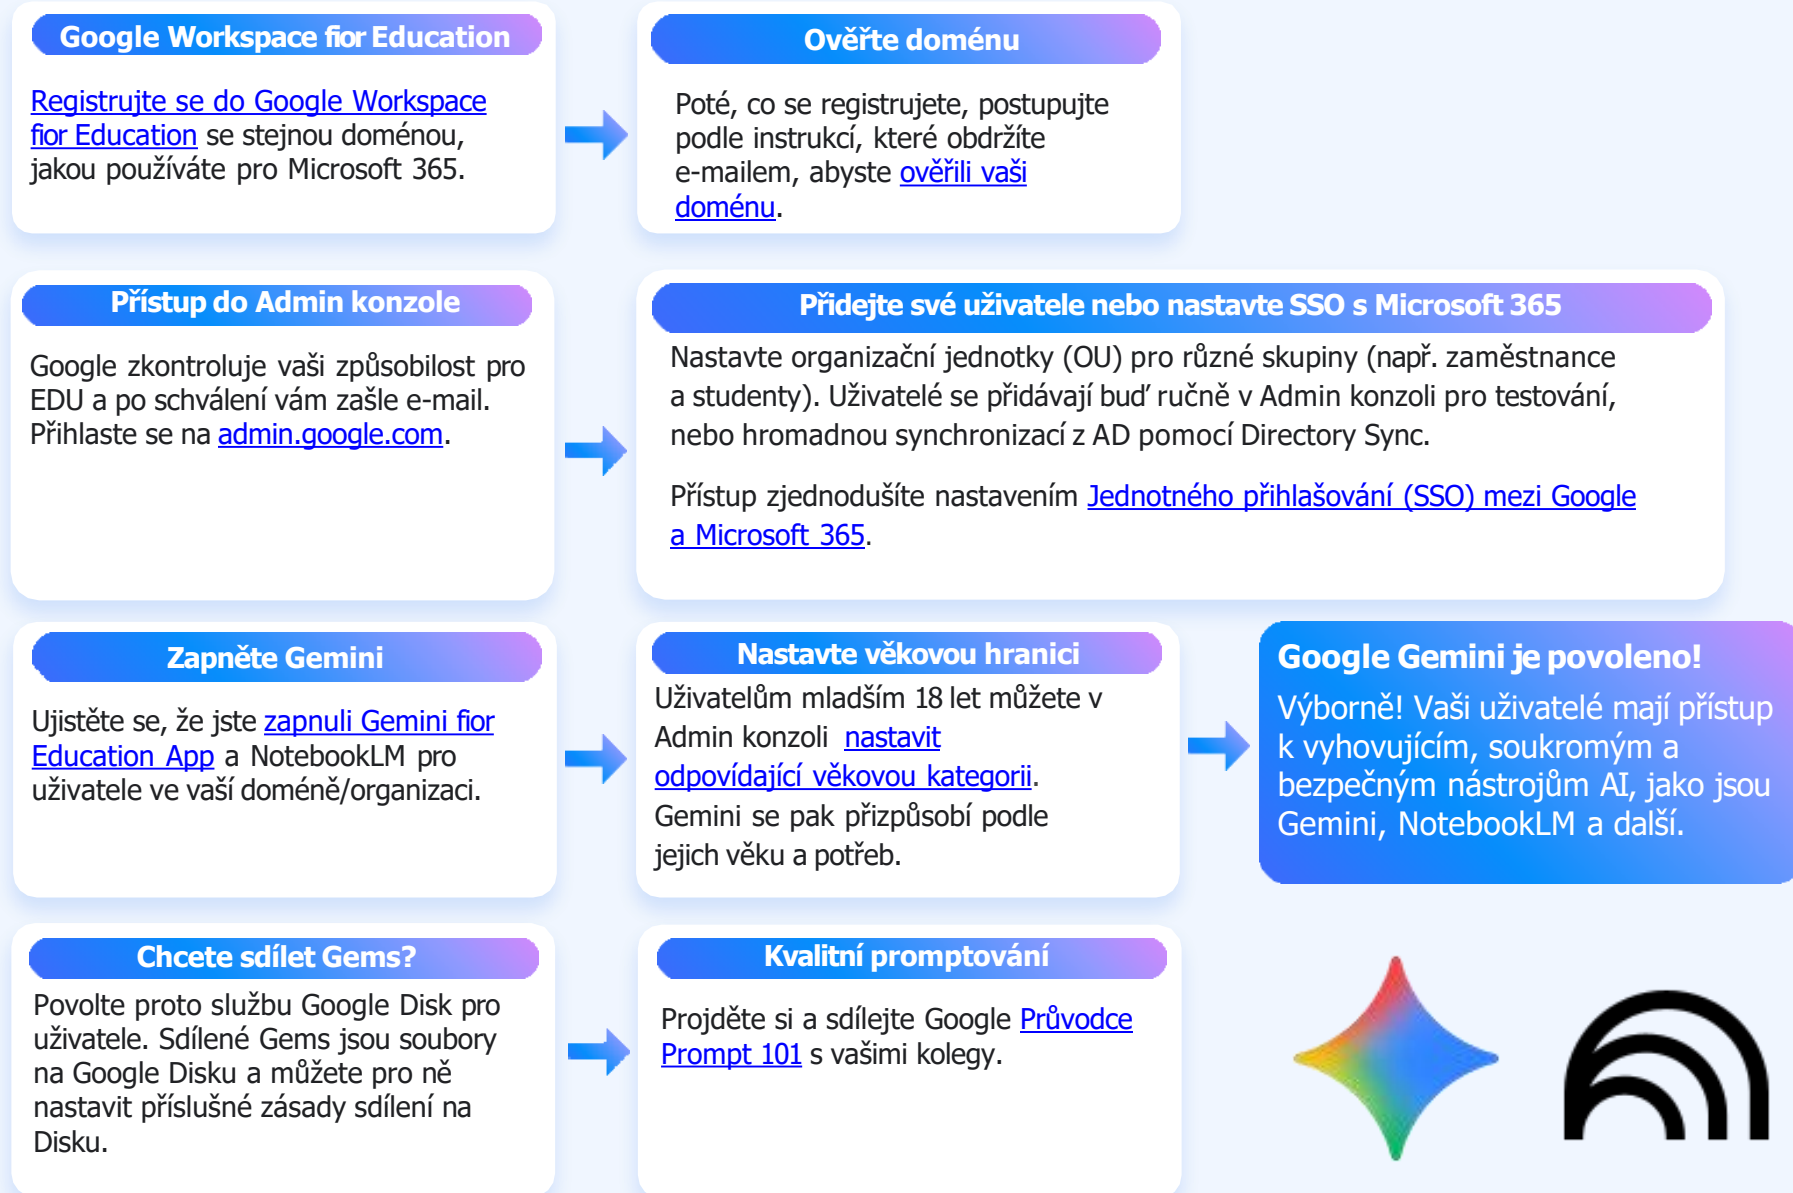 Google Workspace fior Education
Registrujte se do Google Workspace
fior Education se stejnou doménou,
jakou používáte pro Microsoft 365.
Ověřte doménu
Poté, co se registrujete, postupujte
podle instrukcí, které obdržíte
e-mailem, abyste ověřili vaši
doménu.
Přístup do Admin konzole
Google zkontroluje vaši způsobilost pro
EDU a po schválení vám zašle e-mail.
Přihlaste se na admin.google.com.
Přidejte své uživatele nebo nastavte SSO s Microsoft 365
Nastavte organizační jednotky (OU) pro různé skupiny (např. zaměstnance
a studenty). Uživatelé se přidávají buď ručně v Admin konzoli pro testování,
nebo hromadnou synchronizací z AD pomocí Directory Sync.
Přístup zjednodušíte nastavením Jednotného přihlašování (SSO) mezi Google
a Microsoft 365.
Zapněte Gemini
Ujistěte se, že jste zapnuli Gemini fior
Education App a NotebookLM pro
uživatele ve vaší doméně/organizaci.
Nastavte věkovou hranici
Uživatelům mladším 18 let můžete v
Admin konzoli nastavit
odpovídající věkovou kategorii.
Gemini se pak přizpůsobí podle
jejich věku a potřeb.
Google Gemini je povoleno!
Výborně! Vaši uživatelé mají přístup
k vyhovujícím, soukromým a
bezpečným nástrojům AI, jako jsou
Gemini, NotebookLM a další.
Chcete sdílet Gems?
Povolte proto službu Google Disk pro
uživatele. Sdílené Gems jsou soubory
na Google Disku a můžete pro ně
nastavit příslušné zásady sdílení na
Disku.
Kvalitní promptování
Projděte si a sdílejte Google Průvodce
Prompt 101 s vašimi kolegy.